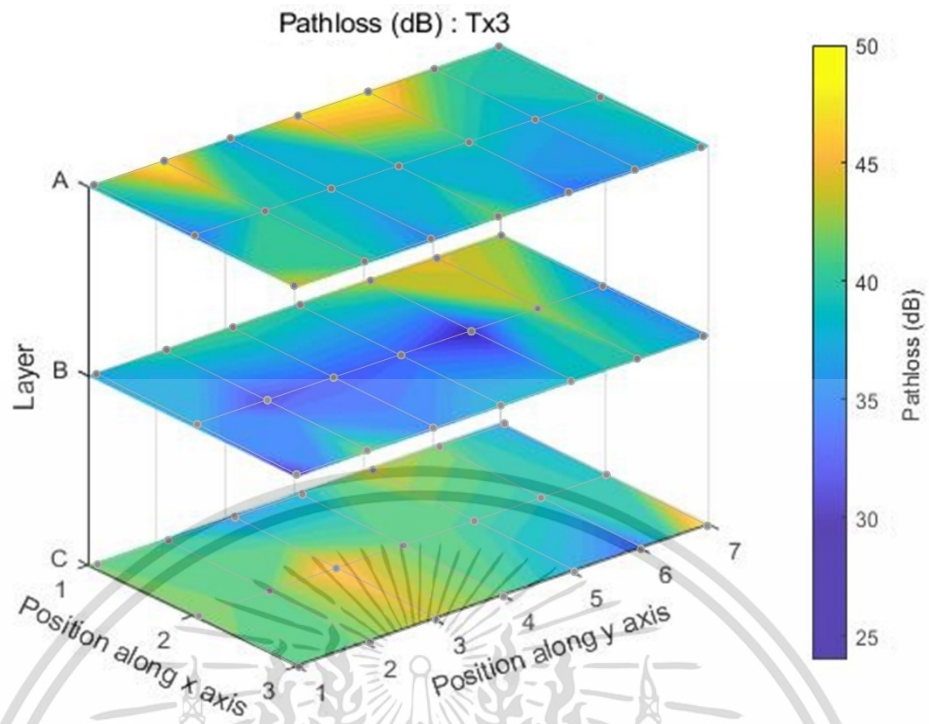 Pathloss (dB) : Tx3
50
45
40
35
30
25
Pathloss (dB)
A
B
C
Layer
1
2
3
Position along x axis
1
2
3
4
5
6
7
Position along y axis